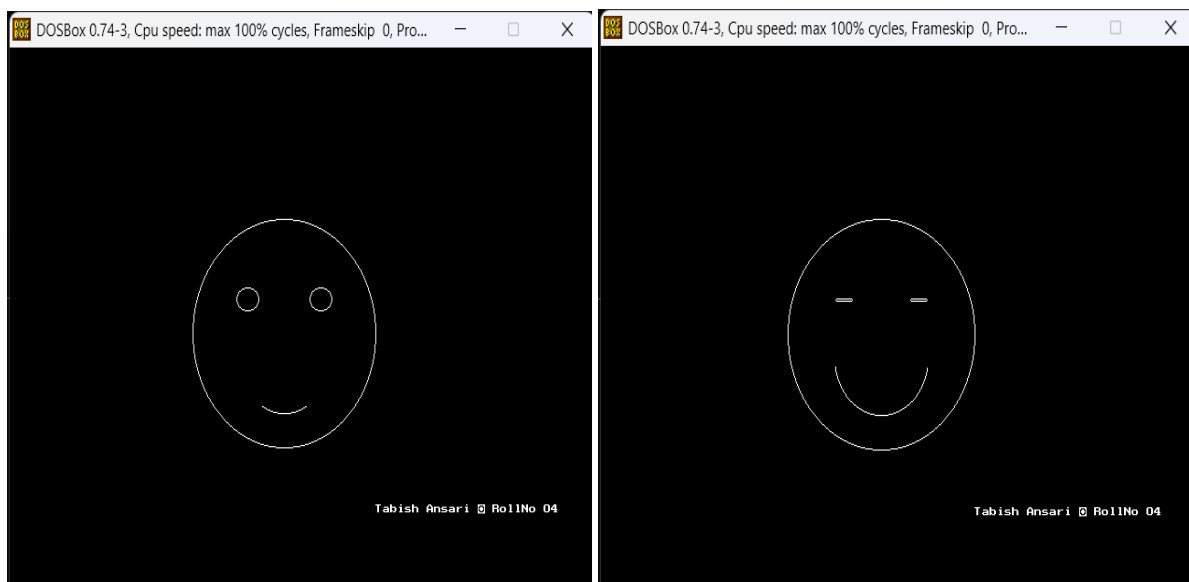 DOSBox 0.74-3, Cpu speed: max 100% cycles, Frameskip 0, Pro...
Tabish Ansari ◙ RollNo 04
DOSBox 0.74-3, Cpu speed: max 100% cycles, Frameskip 0, Pro...
Tabish Ansari ◙ RollNo 04